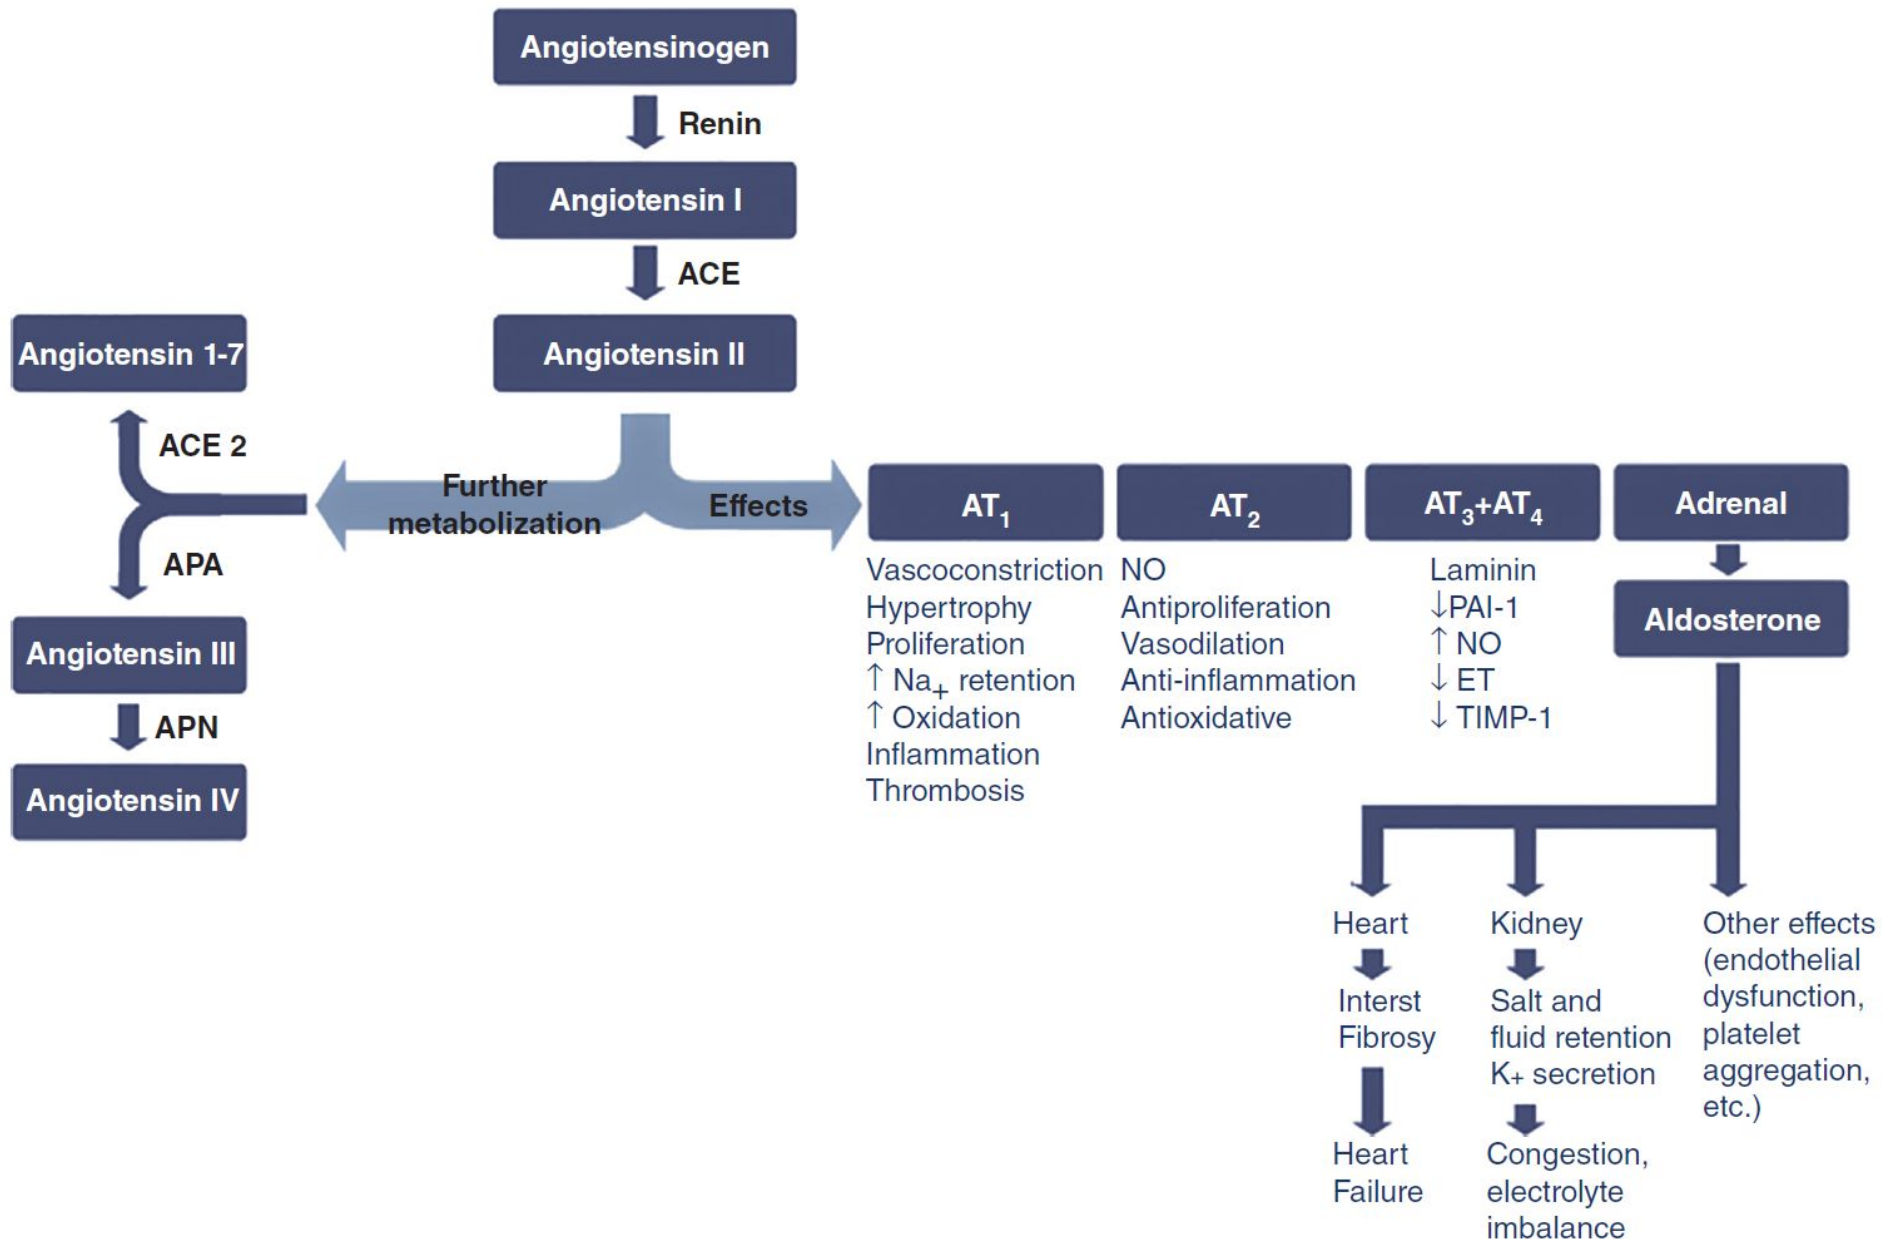 Angiotensinogen
Renin
Angiotensin I
ACE
Angiotensin II
Angiotensin 1-7
ACE 2
Further
metabolization
Effects
APA
Angiotensin III
APN
Angiotensin IV
AT1
Vascoconstriction
Hypertrophy
Proliferation
↑ Na+ retention
↑ Oxidation
Inflammation
Thrombosis
AT2
NO
Antiproliferation
Vasodilation
Anti-inflammation
Antioxidative
AT3+AT4
Laminin
↓PAI-1
↑ NO
↓ ET
↓ TIMP-1
Adrenal
Aldosterone
Heart
Interst
Fibrosy
Heart
Failure
Kidney
Salt and
fluid retention
K+ secretion
Congestion,
electrolyte
imbalance
Other effects
(endothelial
dysfunction,
platelet
aggregation,
etc.)